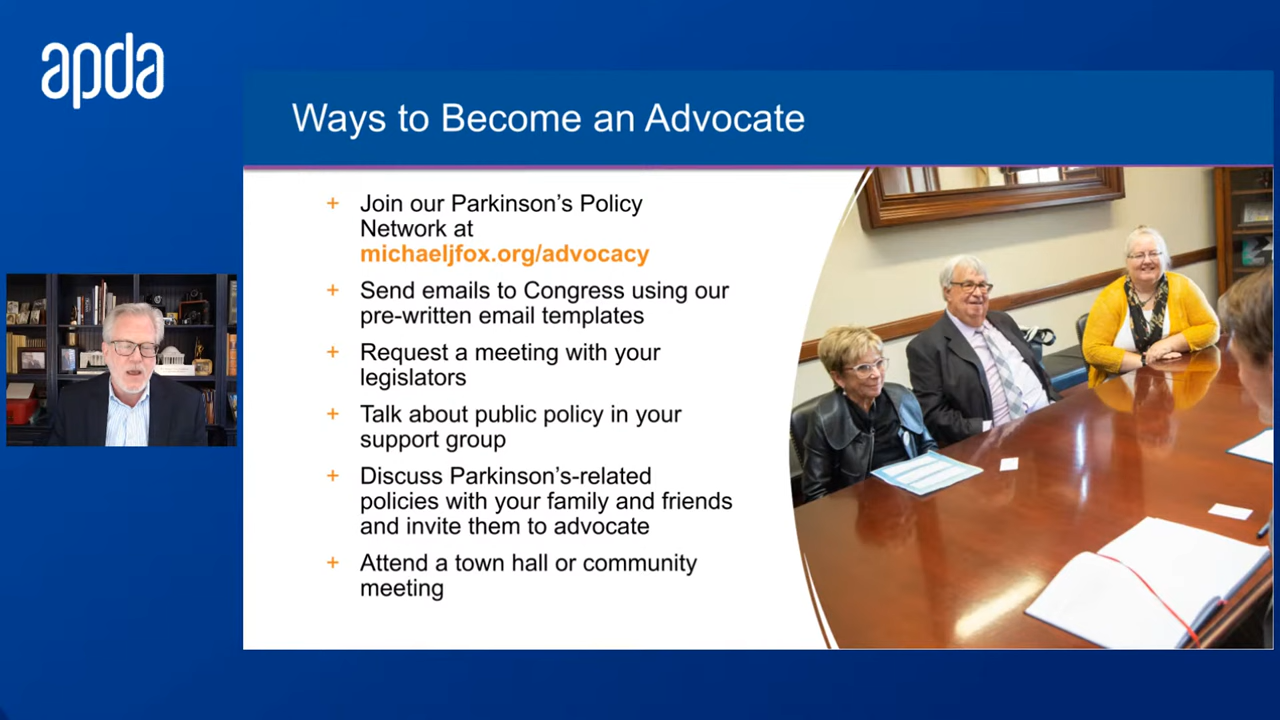 apda
Ways to Become an Advocate
+ Join our Parkinson's Policy
Network at
michaeljfox.org/advocacy
+ Send emails to Congress using our
pre-written email templates
+ Request a meeting with your
legislators
+ Talk about public policy in your
support group
+ Discuss Parkinson's-related
policies with your family and friends
and invite them to advocate
+ Attend a town hall or community
meeting